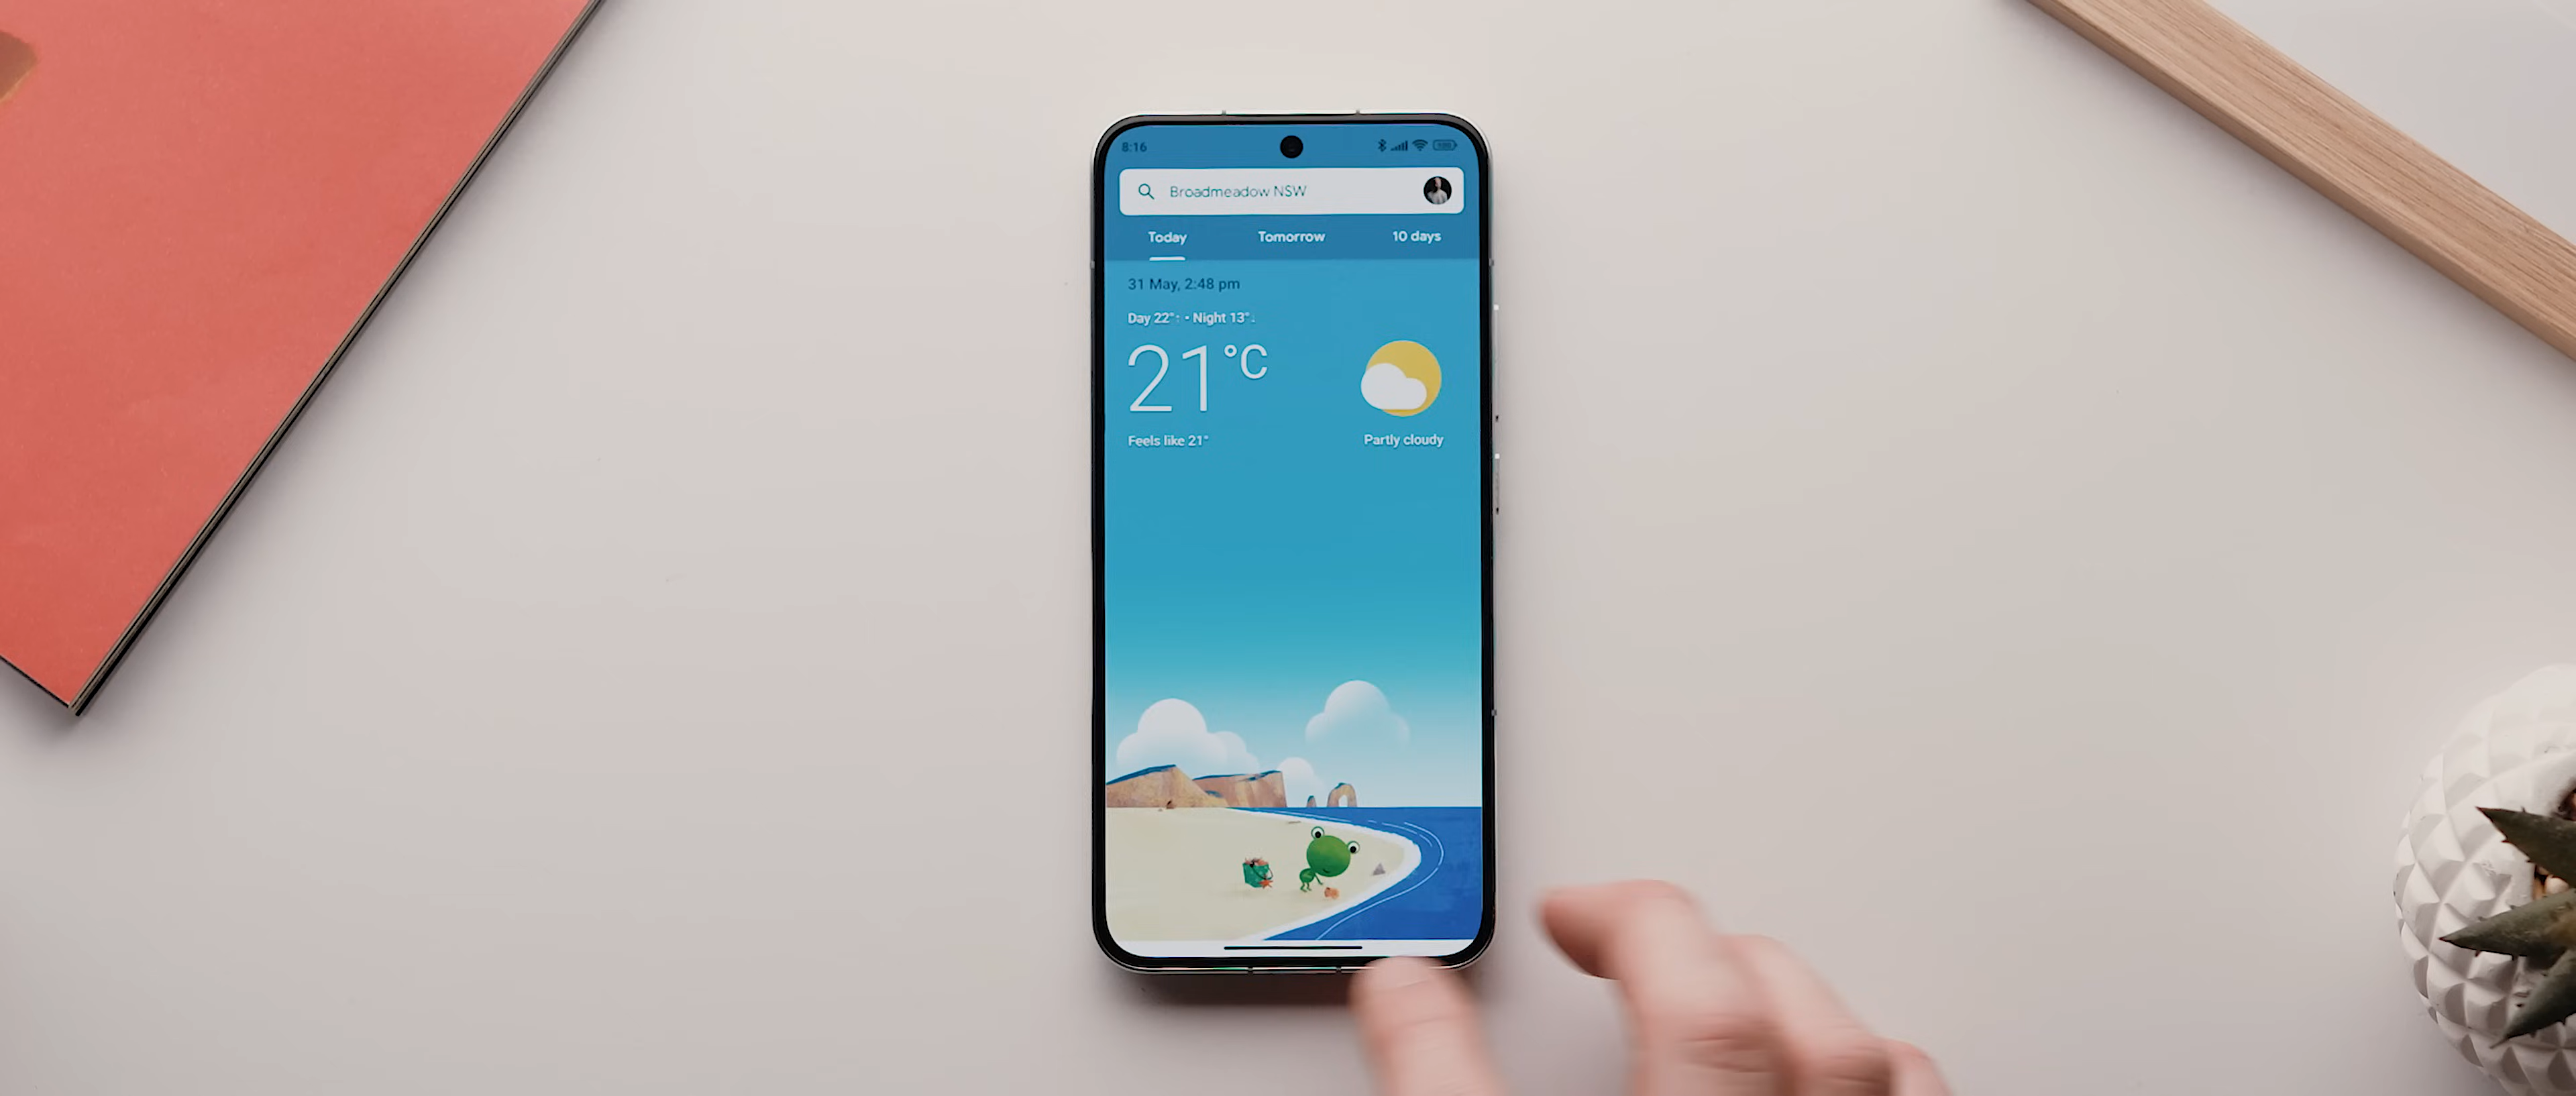 8:16
Broadmeadow NSW
Today Tomorrow 10 days
31 May, 2:48 pm
Day 22°↑ • Night 13°↓
21°C
Feels like 21°
Partly cloudy